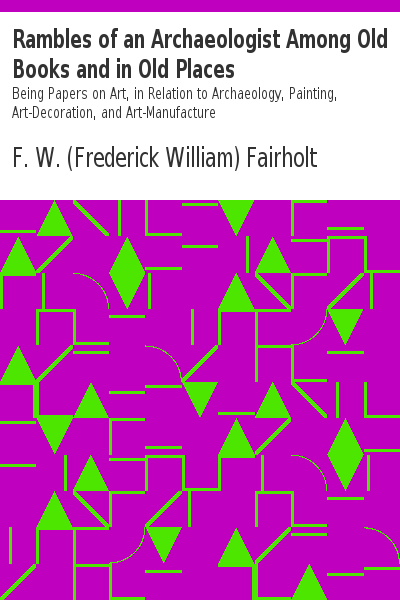 Rambles of an Archaeologist Among Old
Books and in Old Places
Being Papers on Art, in Relation to Archaeology, Painting,
Art-Decoration, and Art-Manufacture
F. W. (Frederick William) Fairholt